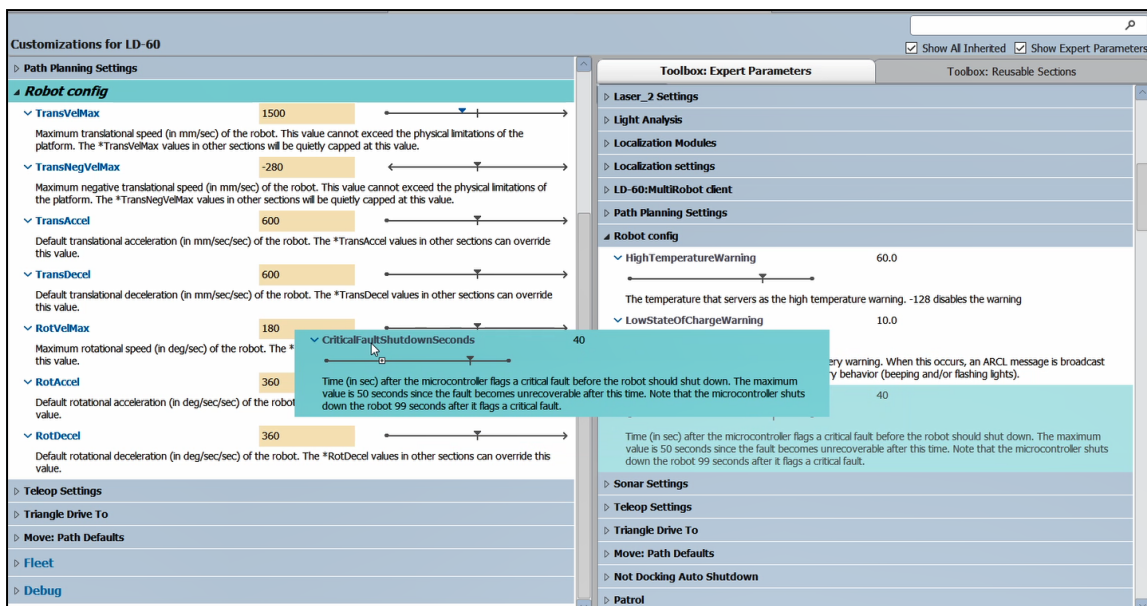 Customizations for LD-60
Show All Inherited Show Expert Parameters
Path Planning Settings
Robot config
TransVelMax 1500
Maximum translational speed (in mm/sec) of the robot. This value cannot exceed the physical limitations of the
platform. The *TransVelMax values in other sections will be quietly capped at this value.
TransNegVelMax -280
Maximum negative translational speed (in mm/sec) of the robot. This value cannot exceed the physical limitations of
the platform. The *TransNegVelMax values in other sections will be quietly capped at this value.
TransAccel 600
Default translational acceleration (in mm/sec/sec) of the robot. The *TransAccel values in other sections can override
this value.
TransDecel 600
Default translational deceleration (in mm/sec/sec) of the robot. The *TransDecel values in other sections can override
this value.
RotVelMax 180
Maximum rotational speed (in deg/sec) of the robot. The *
this value.
RotAccel 360
Default rotational acceleration (in deg/sec/sec) of the robot
value.
RotDecel 360
Default rotational deceleration (in deg/sec/sec) of the robot. The *RotDecel values in other sections can override this
value.
Teleop Settings
Triangle Drive To
Move: Path Defaults
Fleet
Debug
CriticalFaultShutdownSeconds 40
Time (in sec) after the microcontroller flags a critical fault before the robot should shut down. The maximum
value is 50 seconds since the fault becomes unrecoverable after this time. Note that the microcontroller shuts
down the robot 99 seconds after it flags a critical fault.
Toolbox: Expert Parameters Toolbox: Reusable Sections
Laser_2 Settings
Light Analysis
Localization Modules
Localization settings
LD-60:MultiRobot client
Path Planning Settings
Robot config
HighTemperatureWarning 60.0
The temperature that servers as the high temperature warning. -128 disables the warning
LowStateOfChargeWarning 10.0
ery warning. When this occurs, an ARCL message is broadcast
ry behavior (beeping and/or flashing lights).
40
Time (in sec) after the microcontroller flags a critical fault before the robot should shut down. The maximum
value is 50 seconds since the fault becomes unrecoverable after this time. Note that the microcontroller shuts
down the robot 99 seconds after it flags a critical fault.
Sonar Settings
Teleop Settings
Triangle Drive To
Move: Path Defaults
Not Docking Auto Shutdown
Patrol